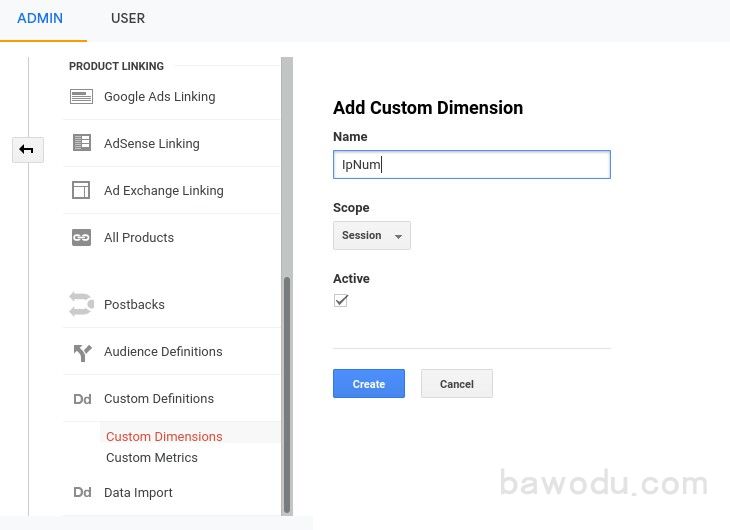 ADMIN
USER
PRODUCT LINKING
Google Ads Linking
AdSense Linking
Ad Exchange Linking
All Products
Postbacks
Audience Definitions
Dd Custom Definitions
Custom Dimensions
Custom Metrics
Dd Data Import
Add Custom Dimension
Name
IpNum
Scope
Session
Active
Create
Cancel
bawodu.com